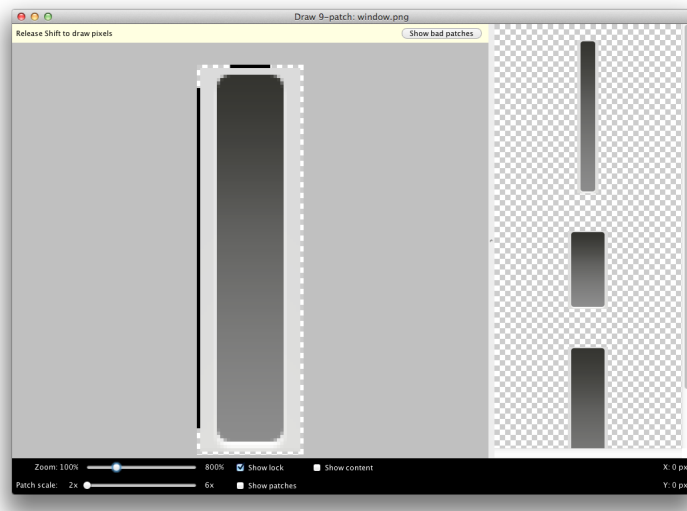 Draw 9-patch: window.png
Release Shift to draw pixels
Show bad patches
Zoom: 100%
800%
Show lock
Show content
X: 0 px
Patch scale: 2x
6x
Show patches
Y: 0 px